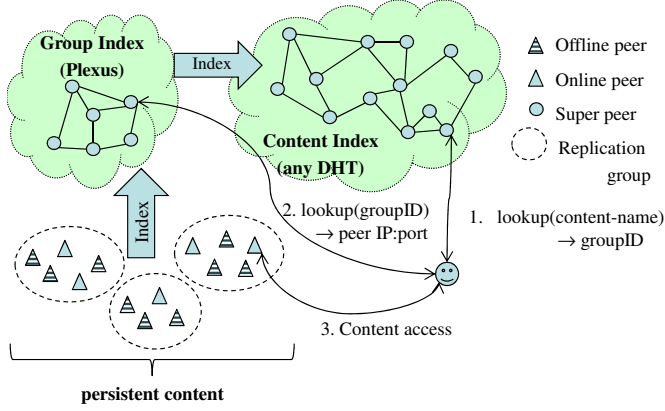 Group Index
(Plexus)
Index
Content Index
(any DHT)
Offline peer
Online peer
Super peer
Replication
group
Index
2. lookup(groupID)
→ peer IP:port
1. lookup(content-name)
→ groupID
3. Content access
persistent content